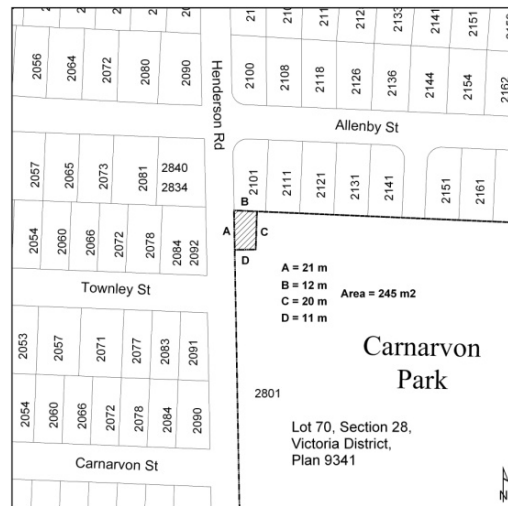 2056
2064
2072
2080
2090
2100
2108
2118
2126
2136
2144
2154
2162
Henderson Rd
Allenby St
2057
2065
2073
2081
2840
2834
2101
2111
2121
2131
2141
2151
2161
B
A
C
D
2054
2060
2066
2072
2078
2084
2092
A = 21 m
B = 12 m
C = 20 m
D = 11 m
Area = 245 m2
Townley St
2053
2057
2071
2077
2083
2091
Carnarvon
Park
2801
2054
2060
2066
2072
2078
2084
2090
Lot 70, Section 28,
Victoria District,
Plan 9341
Carnarvon St
N